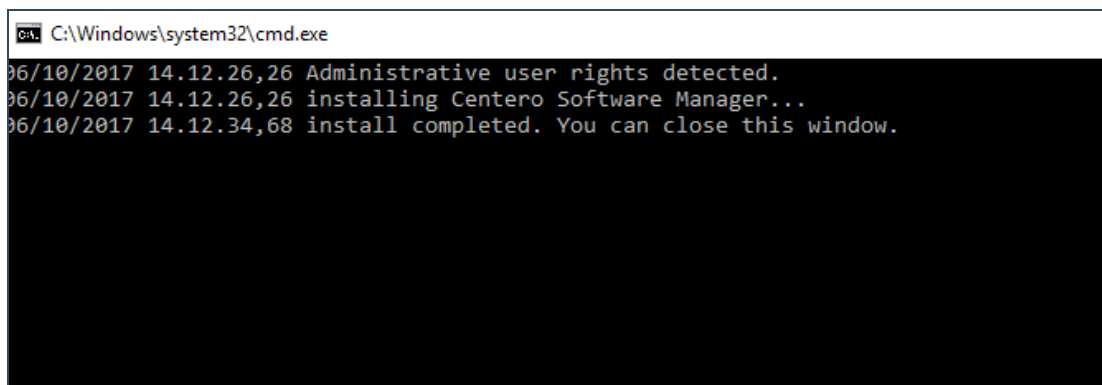 C:\Windows\system32\cmd.exe
06/10/2017 14.12.26,26 Administrative user rights detected.
06/10/2017 14.12.26,26 installing Centero Software Manager...
06/10/2017 14.12.34,68 install completed. You can close this window.